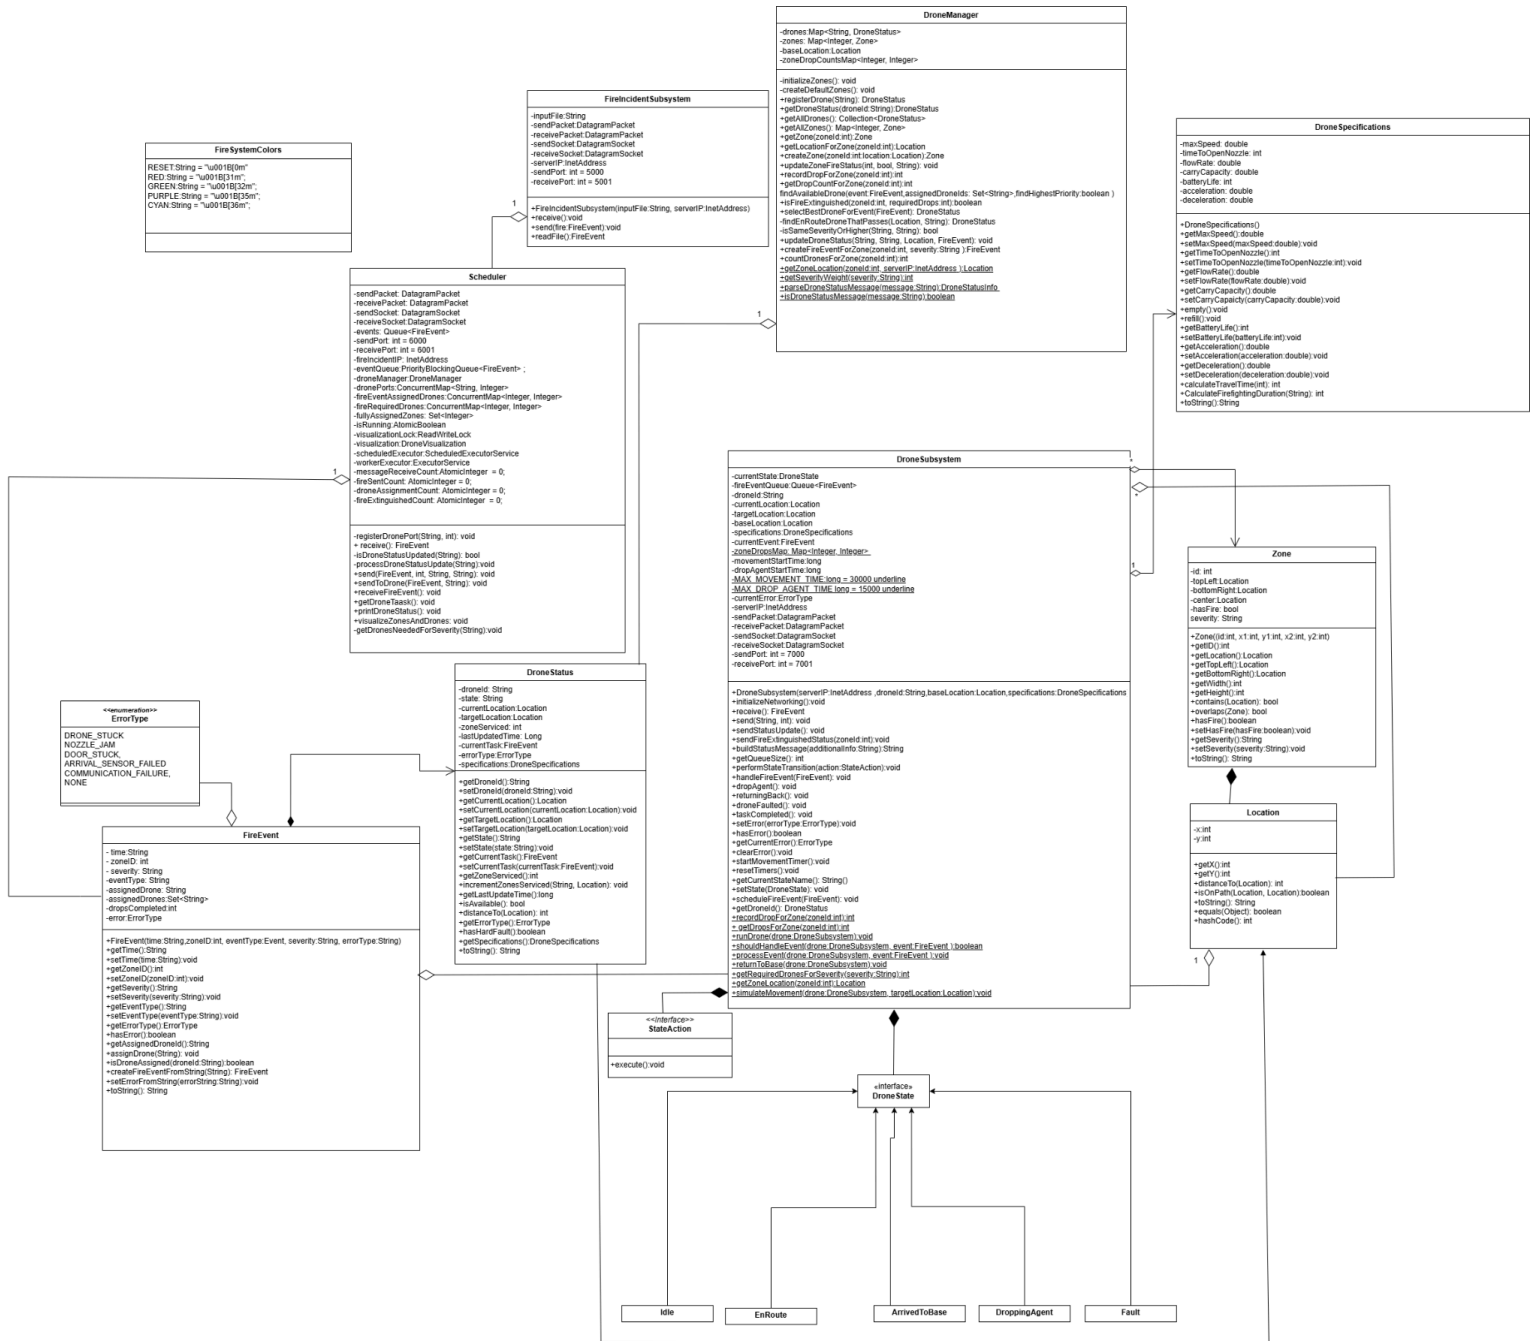 DroneManager
-drones:Map<String, DroneStatus>
-zones: Map<Integer, Zone>
-baseLocation:Location
-zoneDropCountsMap<Integer, Integer>
-initializeZones(): void
-createDefaultZones(): void
+registerDrone(String): DroneStatus
+getDroneStatus(droneId:String):DroneStatus
+getAllDrones(): Collection<DroneStatus>
+getAllZones(): Map<Integer, Zone>
+getZone(zoneId:int):Zone
+getLocationForZone(zoneId:int):Location
+createZone(zoneId:int:location:Location):Zone
+updateZoneFireStatus(int, bool, String): void
+recordDropForZone(zoneId:int):int
+getDropCountForZone(zoneId:int):int
findAvailableDrone(event:FireEvent,assignedDroneIds: Set<String>,findHighestPriority:boolean )
+isFireExtinguished(zoneId:int, requiredDrops:int):boolean
+selectBestDroneForEvent(FireEvent): DroneStatus
-findEnRouteDroneThatPasses(Location, String): DroneStatus
-isSameSeverityOrHigher(String, String): bool
+updateDroneStatus(String, String, Location, FireEvent): void
+createFireEventForZone(zoneId:int, severity:String ):FireEvent
+countDronesForZone(zoneId:int):int
+getZoneLocation(zoneId:int, serverIP:InetAddress ):Location
+getSeverityWeight(severity:String):int
+parseDroneStatusMessage(message:String):DroneStatusInfo
+isDroneStatusMessage(message:String):boolean
FireIncidentSubsystem
-inputFile:String
-sendPacket:DatagramPacket
-receivePacket:DatagramPacket
-sendSocket:DatagramSocket
-receiveSocket:DatagramSocket
-serverIP:InetAddress
-sendPort: int = 5000
-receivePort: int = 5001
+FireIncidentSubsystem(inputFile:String, serverIP:InetAddress)
+receive():void
+send(fire:FireEvent):void
+readFile():FireEvent
1
FireSystemColors
RESET:String = "\u001B[0m"
RED:String = "\u001B[31m";
GREEN:String = "\u001B[32m";
PURPLE:String = "\u001B[35m";
CYAN:String = "\u001B[36m";
DroneSpecifications
-maxSpeed: double
-timeToOpenNozzle: int
-flowRate: double
-carryCapacity: double
-batteryLife: int
-acceleration: double
-deceleration: double
+DroneSpecifications()
+getMaxSpeed():double
+setMaxSpeed(maxSpeed:double):void
+getTimeToOpenNozzle():int
+setTimeToOpenNozzle(timeToOpenNozzle:int):void
+getFlowRate():double
+setFlowRate(flowRate:double):void
+getCarryCapacity():double
+setCarryCapaicty(carryCapacity:double):void
+empty():void
+refill():void
+getBatteryLife():int
+setBatteryLife(batteryLife:int):void
+getAcceleration():double
+setAcceleration(acceleration:double):void
+getDeceleration():double
+setDeceleration(deceleration:double):void
+calculateTravelTime(int): int
+CalculateFirefightingDuration(String): int
+toString():String
Scheduler
-sendPacket: DatagramPacket
-receivePacket: DatagramPacket
-sendSocket: DatagramSocket
-receiveSocket:DatagramSocket
-events: Queue<FireEvent>
-sendPort: int = 6000
-receivePort: int = 6001
-fireIncidentIP: InetAddress
-eventQueue:PriorityBlockingQueue<FireEvent> ;
-droneManager:DroneManager
-dronePorts:ConcurrentMap<String, Integer>
-fireEventAssignedDrones:ConcurrentMap<Integer, Integer>
-fireRequiredDrones:ConcurrentMap<Integer, Integer>
-fullyAssignedZones: Set<Integer>
-isRunning:AtomicBoolean
-visualizationLock:ReadWriteLock
-visualization:DroneVisualization
-scheduledExecutor:ScheduledExecutorService
-workerExecutor:ExecutorService
-messageReceiveCount:AtomicInteger = 0;
-fireSentCount: AtomicInteger = 0;
-droneAssignmentCount: AtomicInteger = 0;
-fireExtinguishedCount: AtomicInteger = 0;
-registerDronePort(String, int): void
+ receive(): FireEvent
-isDroneStatusUpdated(String): bool
-processDroneStatusUpdate(String):void
+send(FireEvent, int, String, String): void
+sendToDrone(FireEvent, String): void
+receiveFireEvent(): void
+getDroneTaask(): void
+printDroneStatus(): void
+visualizeZonesAndDrones: void
-getDronesNeededForSeverity(String):void
1
1
DroneSubsystem
-currentState:DroneState
-fireEventQueue:Queue<FireEvent>
-droneId:String
-currentLocation:Location
-targetLocation:Location
-baseLocation:Location
-specifications:DroneSpecifications
-currentEvent:FireEvent
-zoneDropsMap: Map<Integer, Integer>
-movementStartTime:long
-dropAgentStartTime:long
-MAX_MOVEMENT_TIME:long = 30000 underline
-MAX_DROP_AGENT_TIME long = 15000 underline
-currentError:ErrorType
-serverIP:InetAddress
-sendPacket:DatagramPacket
-receivePacket:DatagramPacket
-sendSocket:DatagramSocket
-receiveSocket:DatagramSocket
-sendPort: int = 7000
-receivePort: int = 7001
+DroneSubsystem(serverIP:InetAddress ,droneId:String,baseLocation:Location,specifications:DroneSpecifications
+initializeNetworking():void
+receive(): FireEvent
+send(String, int): void
+sendStatusUpdate(): void
+sendFireExtinguishedStatus(zoneId:int):void
+buildStatusMessage(additionalInfo:String):String
+getQueueSize(): int
+performStateTransition(action:StateAction):void
+handleFireEvent(FireEvent): void
+dropAgent(): void
+returningBack(): void
+droneFaulted(): void
+taskCompleted(): void
+setError(errorType:ErrorType):void
+hasError():boolean
+getCurrentError():ErrorType
+clearError():void
+startMovementTimer():void
+resetTimers():void
+getCurrentStateName(): String()
+setState(DroneState): void
+scheduleFireEvent(FireEvent): void
+getDroneId(): DroneStatus
+recordDropForZone(zoneId:int):int
+ getDropsForZone(zoneId:int):int
+runDrone(drone:DroneSubsystem):void
+shouldHandleEvent(drone:DroneSubsystem, event:FireEvent ):boolean
+processEvent(drone:DroneSubsystem, event:FireEvent ):void
+returnToBase(drone:DroneSubsystem):void
+getRequiredDronesForSeverity(severity:String):int
+getZoneLocation(zoneId:int):Location
+simulateMovement(drone:DroneSubsystem, targetLocation:Location):void
*
*
1
Zone
-id: int
-topLeft:Location
-bottomRight:Location
-center:Location
-hasFire: bool
severity: String
+Zone((id:int, x1:int, y1:int, x2:int, y2:int)
+getID():int
+getLocation():Location
+getTopLeft():Location
+getBottomRight():Location
+getWidth():int
+getHeight():int
+contains(Location): bool
+overlaps(Zone): bool
+hasFire():boolean
+setHasFire(hasFire:boolean):void
+getSeverity():String
+setSeverity(severity:String):void
+toString(): String
DroneStatus
-droneId: String
-state: String
-currentLocation:Location
-targetLocation:Location
-zoneServiced: int
-lastUpdatedTime: Long
-currentTask:FireEvent
-errorType:ErrorType
-specifications:DroneSpecifications
+getDroneId():String
+setDroneId(droneId:String):void
+getCurrentLocation():Location
+setCurrentLocation(currentLocation:Location):void
+getTargetLocation():Location
+setTargetLocation(targetLocation:Location):void
+getState():String
+setState(state:String):void
+getCurrentTask():FireEvent
+setCurrentTask(currentTask:FireEvent):void
+getZoneServiced():int
+incrementZonesServiced(String, Location): void
+getLastUpdateTime():long
+isAvailable(): bool
+distanceTo(Location): int
+getErrorType():ErrorType
+hasHardFault():boolean
+getSpecifications():DroneSpecifications
+toString(): String
<<enumeration>>
ErrorType
DRONE_STUCK
NOZZLE_JAM
DOOR_STUCK,
ARRIVAL_SENSOR_FAILED
COMMUNICATION_FAILURE,
NONE
FireEvent
- time:String
- zoneID: int
- severity: String
-eventType: String
-assignedDrone: String
-assignedDrones:Set<String>
-dropsCompleted:int
-error:ErrorType
+FireEvent(time:String,zoneID:int, eventType:Event, severity:String, errorType:String)
+getTime():String
+setTime(time:String):void
+getZoneID():int
+setZoneID(zoneID:int):void
+getSeverity():String
+setSeverity(severity:String):void
+getEventType():String
+setEventType(eventType:String):void
+getErrorType():ErrorType
+hasError():boolean
+getAssignedDroneId():String
+assignDrone(String): void
+isDroneAssigned(droneId:String):boolean
+createFireEventFromString(String): FireEvent
+setErrorFromString(errorString:String):void
+toString(): String
Location
-x:int
-y:int
+getX():int
+getY():int
+distanceTo(Location): int
+isOnPath(Location, Location):boolean
+toString(): String
+equals(Object): boolean
+hashCode(): int
1
<<Interface>>
StateAction
+execute():void
«interface»
DroneState
Idle
EnRoute
ArrivedToBase
DroppingAgent
Fault